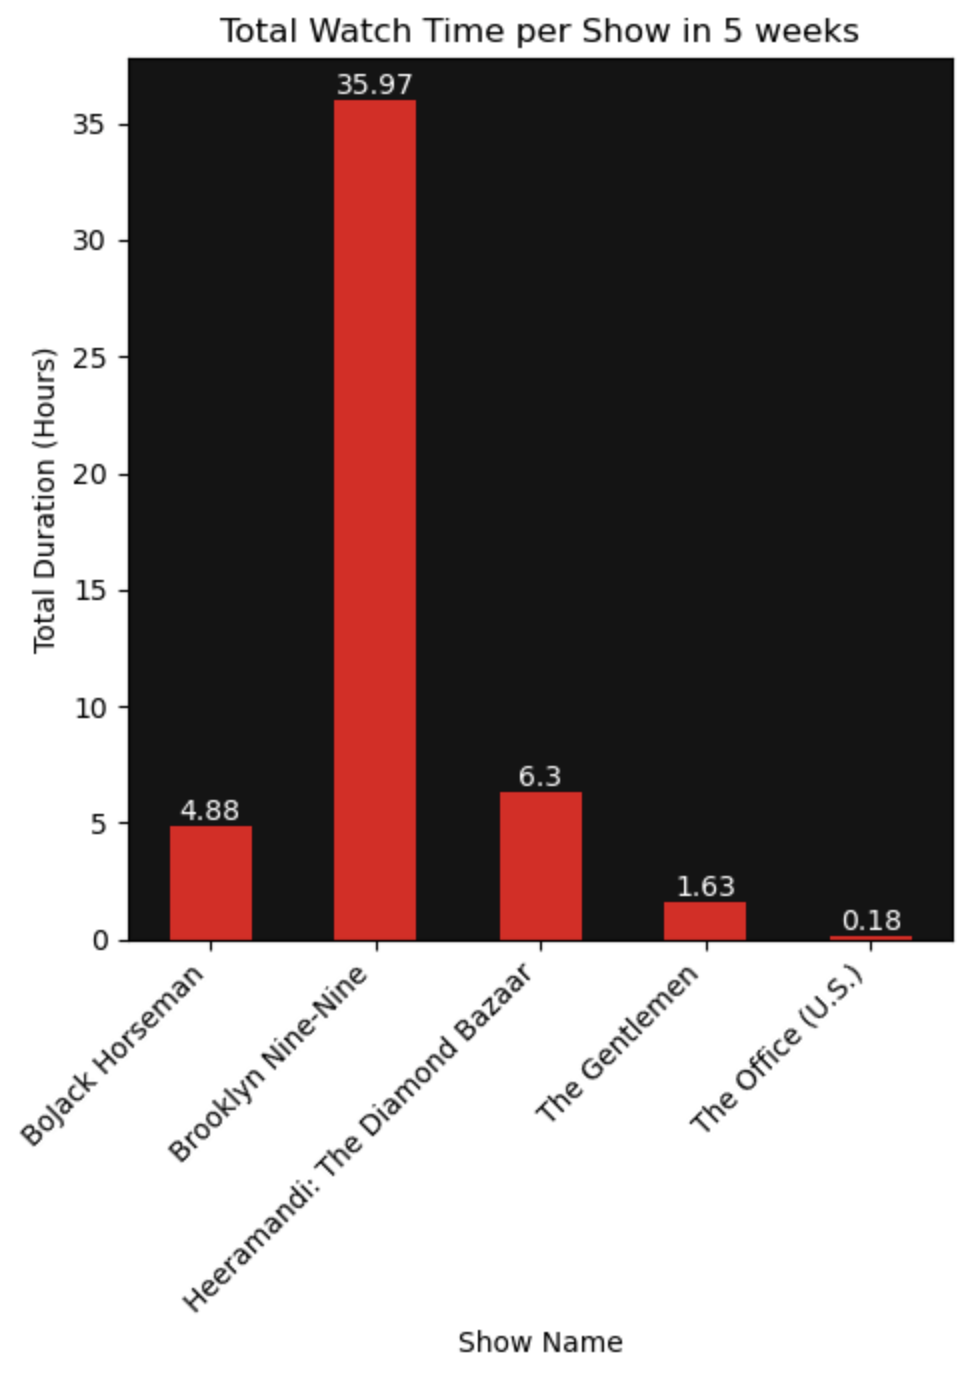 Total Watch Time per Show in 5 weeks
35.97
35
30
25
20
15
10
6.3
4.88
5
1.63
0.18
0
Total Duration (Hours)
BoJack Horseman
Brooklyn Nine-Nine
Heeramandi: The Diamond Bazaar
The Gentlemen
The Office (U.S.)
Show Name